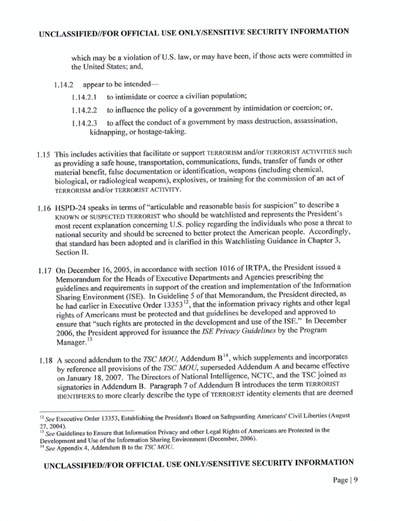 UNCLASSIFIED//FOR OFFICIAL USE ONLY/SENSITIVE SECURITY INFORMATION
which may be a violation of U.S. law, or may have been, if those acts were committed in
the United States; and,
1.14.2 appear to be intended—
1.14.2.1 to intimidate or coerce a civilian population;
1.14.2.2 to influence the policy of a government by intimidation or coercion; or,
1.14.2.3 to affect the conduct of a government by mass destruction, assassination,
kidnapping, or hostage-taking.
1.15 This includes activities that facilitate or support TERRORISM and/or TERRORIST ACTIVITIES such
as providing a safe house, transportation, communications, funds, transfer of funds or other
material benefit, false documentation or identification, weapons (including chemical,
biological, or radiological weapons), explosives, or training for the commission of an act of
TERRORISM and/or TERRORIST ACTIVITY.
1.16 HSPD-24 speaks in terms of "articulable and reasonable basis for suspicion" to describe a
KNOWN or SUSPECTED TERRORIST who should be watchlisted and represents the President's
most recent explanation concerning U.S. policy regarding the individuals who pose a threat to
national security and should be screened to better protect the American people. Accordingly,
that standard has been adopted and is clarified in this Watchlisting Guidance in Chapter 3,
Section II.
1.17 On December 16, 2005, in accordance with section 1016 of IRTPA, the President issued a
Memorandum for the Heads of Executive Departments and Agencies prescribing the
guidelines and requirements in support of the creation and implementation of the Information
Sharing Environment (ISE). In Guideline 5 of that Memorandum, the President directed, as
he had earlier in Executive Order 13353¹², that the information privacy rights and other legal
rights of Americans must be protected and that guidelines be developed and approved to
ensure that "such rights are protected in the development and use of the ISE." In December
2006, the President approved for issuance the ISE Privacy Guidelines by the Program
Manager.¹³
1.18 A second addendum to the TSC MOU, Addendum B¹⁴, which supplements and incorporates
by reference all provisions of the TSC MOU, superseded Addendum A and became effective
on January 18, 2007. The Directors of National Intelligence, NCTC, and the TSC joined as
signatories in Addendum B. Paragraph 7 of Addendum B introduces the term TERRORIST
IDENTIFIERS to more clearly describe the type of TERRORIST identity elements that are deemed
¹² See Executive Order 13353, Establishing the President's Board on Safeguarding Americans' Civil Liberties (August
27, 2004).
¹³ See Guidelines to Ensure that Information Privacy and other Legal Rights of Americans are Protected in the
Development and Use of the Information Sharing Environment (December, 2006).
¹⁴ See Appendix 4, Addendum B to the TSC MOU.
UNCLASSIFIED//FOR OFFICIAL USE ONLY/SENSITIVE SECURITY INFORMATION
Page | 9